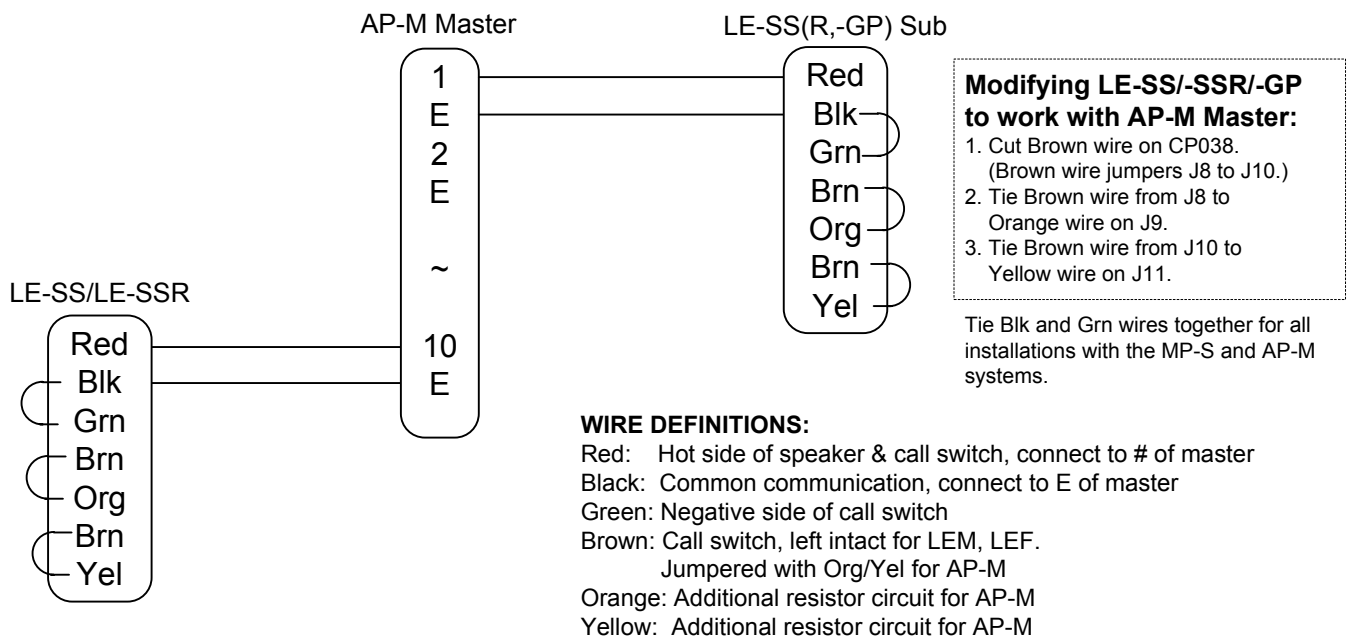 AP-M Master
1
E
2
E
~
10
E
LE-SS(R,-GP) Sub
Red
Blk
Grn
Brn
Org
Brn
Yel
Modifying LE-SS/-SSR/-GP
to work with AP-M Master:
1. Cut Brown wire on CP038.
(Brown wire jumpers J8 to J10.)
2. Tie Brown wire from J8 to
Orange wire on J9.
3. Tie Brown wire from J10 to
Yellow wire on J11.
Tie Blk and Grn wires together for all
installations with the MP-S and AP-M
systems.
LE-SS/LE-SSR
Red
Blk
Grn
Brn
Org
Brn
Yel
WIRE DEFINITIONS:
Red: Hot side of speaker & call switch, connect to # of master
Black: Common communication, connect to E of master
Green: Negative side of call switch
Brown: Call switch, left intact for LEM, LEF.
Jumpered with Org/Yel for AP-M
Orange: Additional resistor circuit for AP-M
Yellow: Additional resistor circuit for AP-M